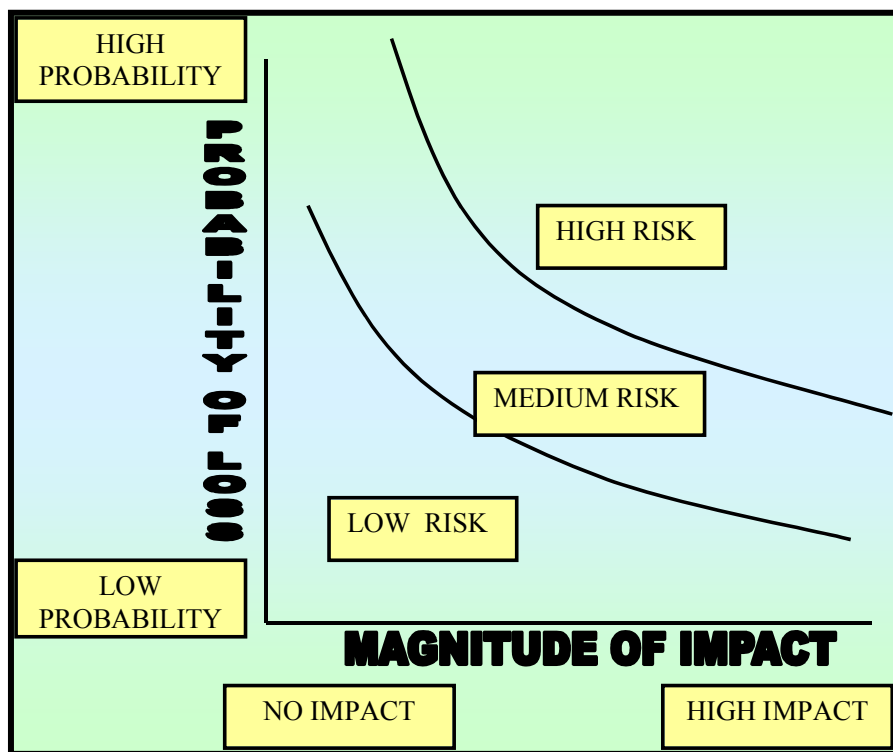 HIGH
PROBABILITY
PROBABILITY OF LOSS
HIGH RISK
MEDIUM RISK
LOW RISK
LOW
PROBABILITY
MAGNITUDE OF IMPACT
NO IMPACT
HIGH IMPACT